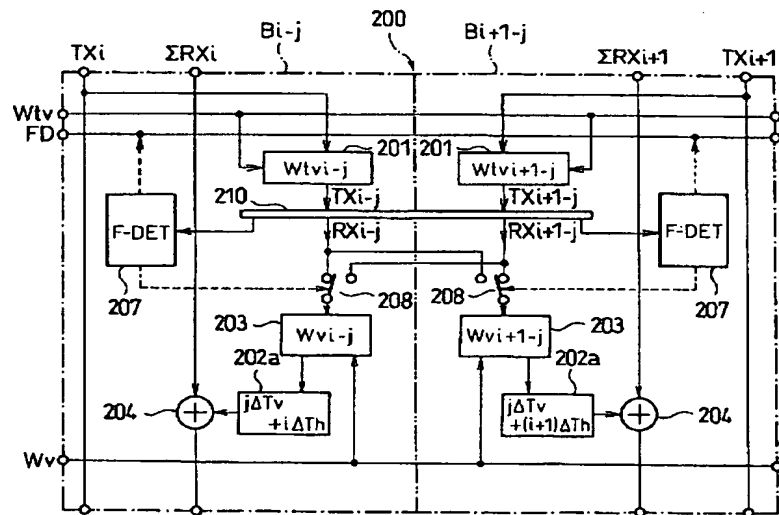 Bi-j 200 Bi+1-j
TXi ΣRXi ΣRXi+1 TXi+1
Wtv
FD
201 201
Wtvi-j Wtvi+1-j
210 TXi-j TXi+1-j
RXi-j RXi+1-j
F-DET F-DET
207 208 208 207
203 203
Wvi-j Wvi+1-j
202a 202a
204 jΔTv jΔTv 204
+iΔTh +(i+1)ΔTh
+ +
Wv